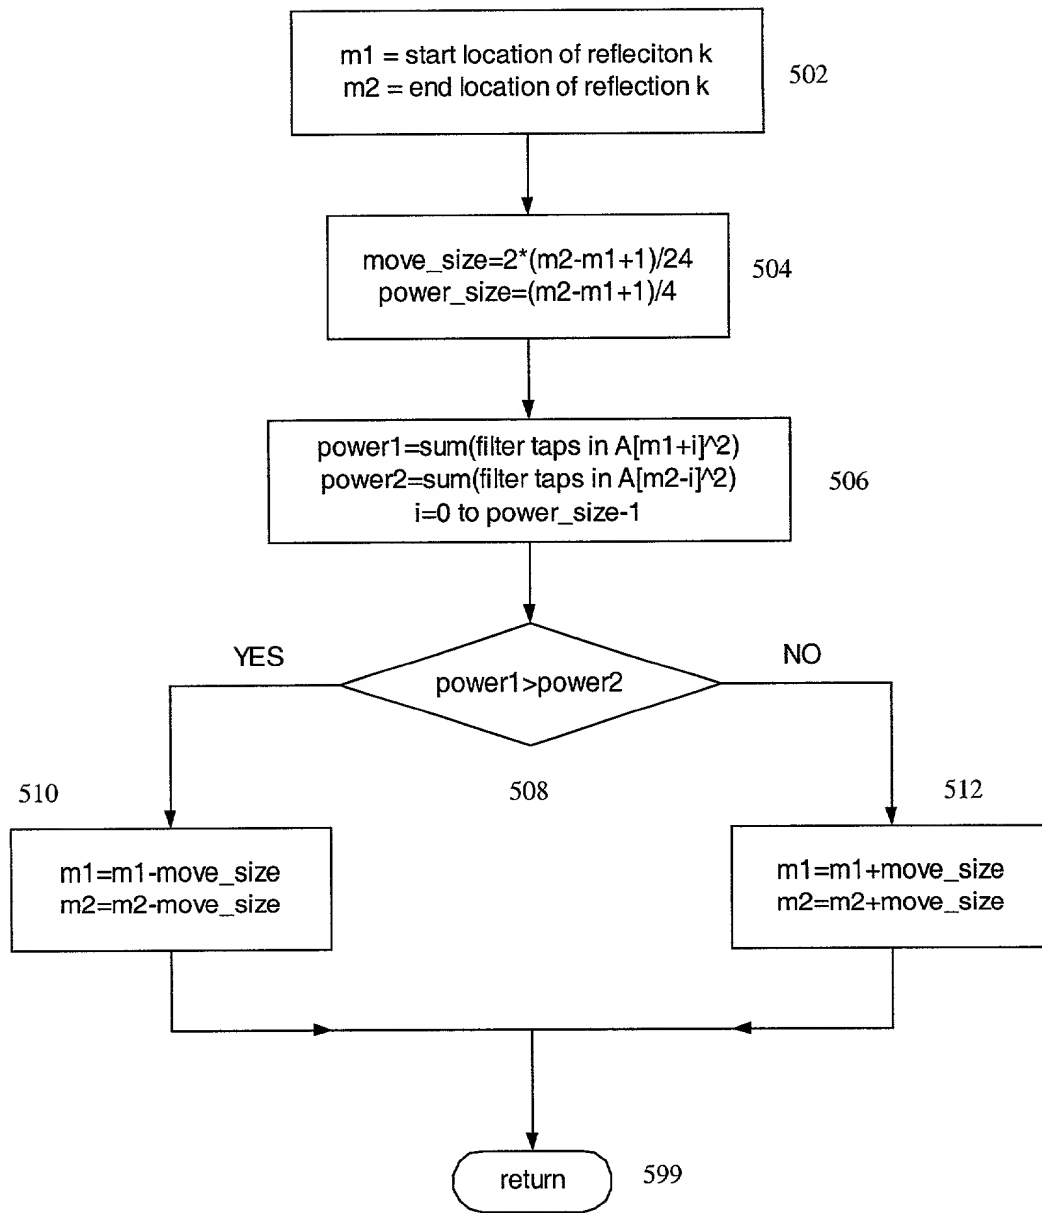 m1 = start location of refleciton k
m2 = end location of reflection k
502
move_size=2*(m2-m1+1)/24
power_size=(m2-m1+1)/4
504
power1=sum(filter taps in A[m1+i]^2)
power2=sum(filter taps in A[m2-i]^2)
i=0 to power_size-1
506
YES
NO
power1>power2
508
510
512
m1=m1-move_size
m2=m2-move_size
m1=m1+move_size
m2=m2+move_size
return
599